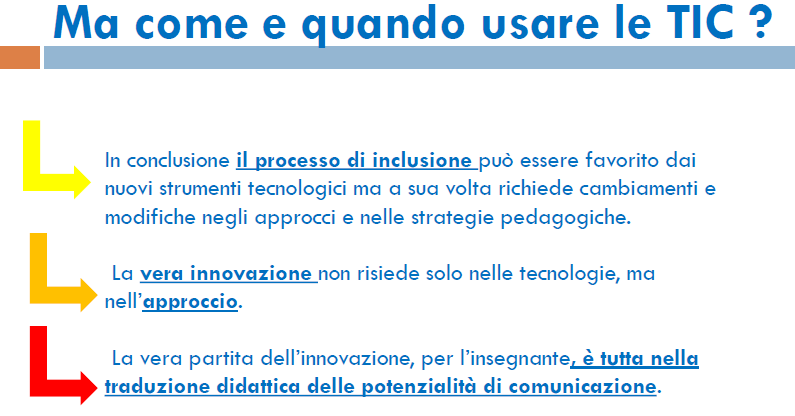 Ma come e quando usare le TIC ?
In conclusione il processo di inclusione può essere favorito dai
nuovi strumenti tecnologici ma a sua volta richiede cambiamenti e
modifiche negli approcci e nelle strategie pedagogiche.
La vera innovazione non risiede solo nelle tecnologie, ma
nell'approccio.
La vera partita dell'innovazione, per l'insegnante, è tutta nella
traduzione didattica delle potenzialità di comunicazione.